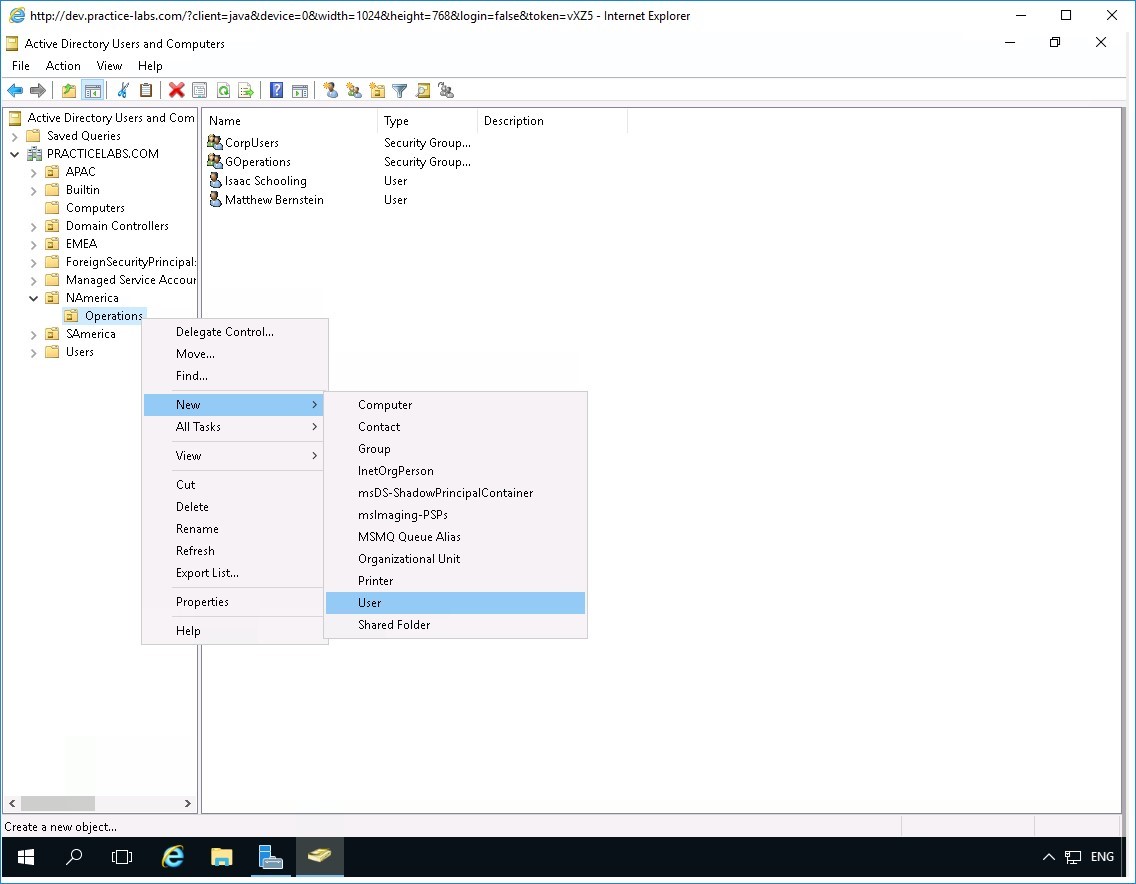 http://dev.practice-labs.com/?client=java&device=0&width=1024&height=768&login=false&token=vXZ5 - Internet Explorer
Active Directory Users and Computers
File Action View Help
Active Directory Users and Com
Saved Queries
PRACTICELABS.COM
APAC
Builtin
Computers
Domain Controllers
EMEA
ForeignSecurityPrincipal:
Managed Service Accour
NAmerica
Operations
SAmerica
Users
Name Type Description
CorpUsers Security Group...
GOperations Security Group...
Isaac Schooling User
Matthew Bernstein User
Delegate Control...
Move...
Find...
New
All Tasks
View
Cut
Delete
Rename
Refresh
Export List...
Properties
Help
Computer
Contact
Group
InetOrgPerson
msDS-ShadowPrincipalContainer
msImaging-PSPs
MSMQ Queue Alias
Organizational Unit
Printer
User
Shared Folder
Create a new object...
ENG